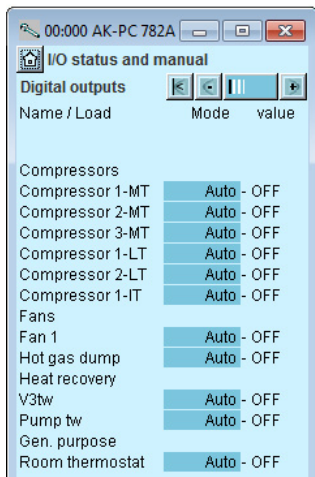 00:000 AK-PC 782A
I/O status and manual
Digital outputs
Name / Load Mode value
Compressors
Compressor 1-MT Auto - OFF
Compressor 2-MT Auto - OFF
Compressor 3-MT Auto - OFF
Compressor 1-LT Auto - OFF
Compressor 2-LT Auto - OFF
Compressor 1-IT Auto - OFF
Fans
Fan 1 Auto - OFF
Hot gas dump Auto - OFF
Heat recovery
V3tw Auto - OFF
Pump tw Auto - OFF
Gen. purpose
Room thermostat Auto - OFF